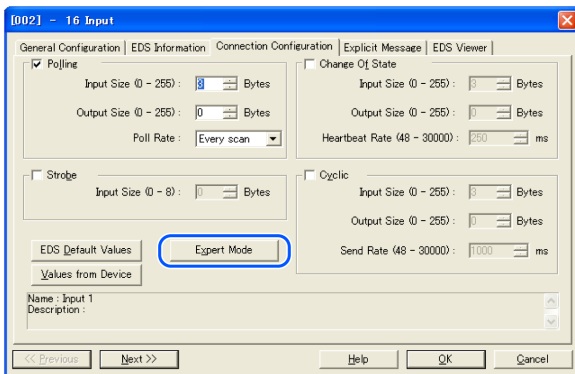 [002] - 16 Input
General Configuration | EDS Information | Connection Configuration | Explicit Message | EDS Viewer
Polling
Input Size (0 - 255) : 3 Bytes
Output Size (0 - 255) : 0 Bytes
Poll Rate : Every scan
Change Of State
Input Size (0 - 255) : 3 Bytes
Output Size (0 - 255) : 0 Bytes
Heartbeat Rate (48 - 30000) : 250 ms
Strobe
Input Size (0 - 8) : 0 Bytes
Cyclic
Input Size (0 - 255) : 3 Bytes
Output Size (0 - 255) : 0 Bytes
Send Rate (48 - 30000) : 1000 ms
EDS Default Values
Expert Mode
Values from Device
Name : Input 1
Description :
<< Previous
Next >>
Help
OK
Cancel